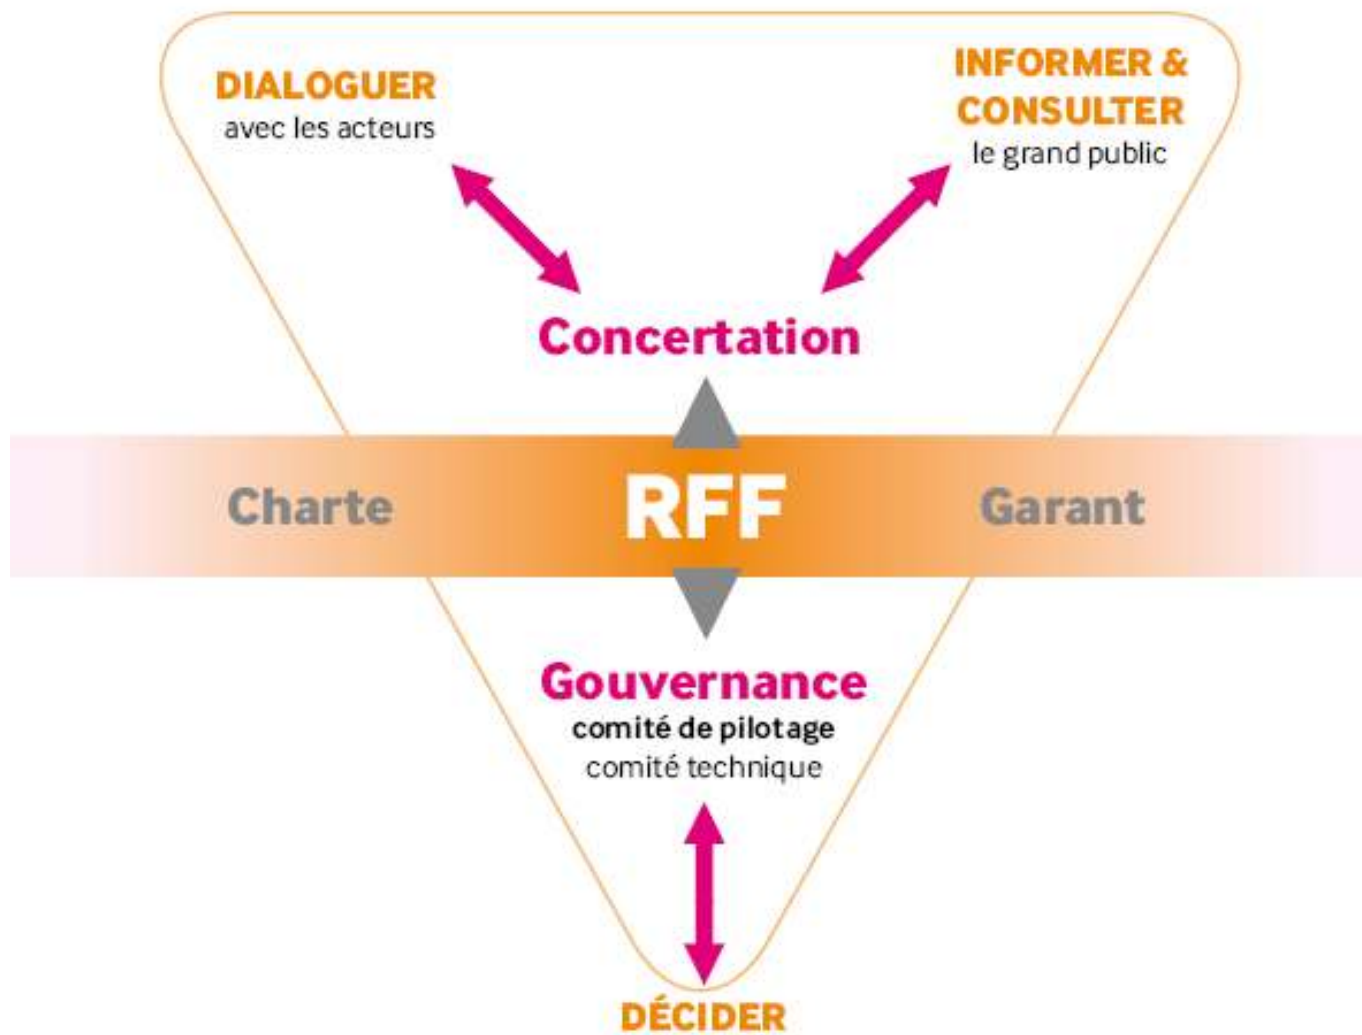 DIALOGUER
avec les acteurs
INFORMER &
CONSULTER
le grand public
Concertation
Charte
RFF
Garant
Gouvernance
comité de pilotage
comité technique
DÉCIDER